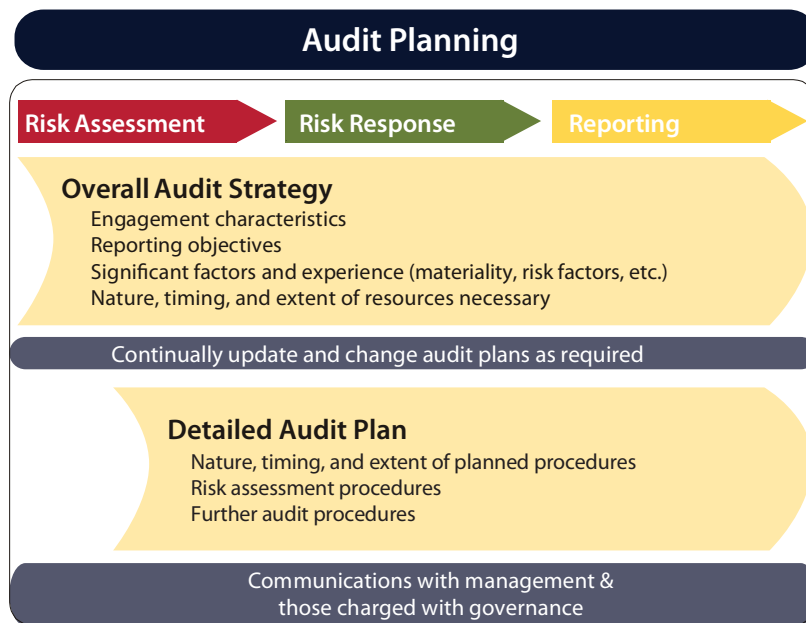 Audit Planning
Risk Assessment
Risk Response
Reporting
Overall Audit Strategy
Engagement characteristics
Reporting objectives
Significant factors and experience (materiality, risk factors, etc.)
Nature, timing, and extent of resources necessary
Continually update and change audit plans as required
Detailed Audit Plan
Nature, timing, and extent of planned procedures
Risk assessment procedures
Further audit procedures
Communications with management &
those charged with governance